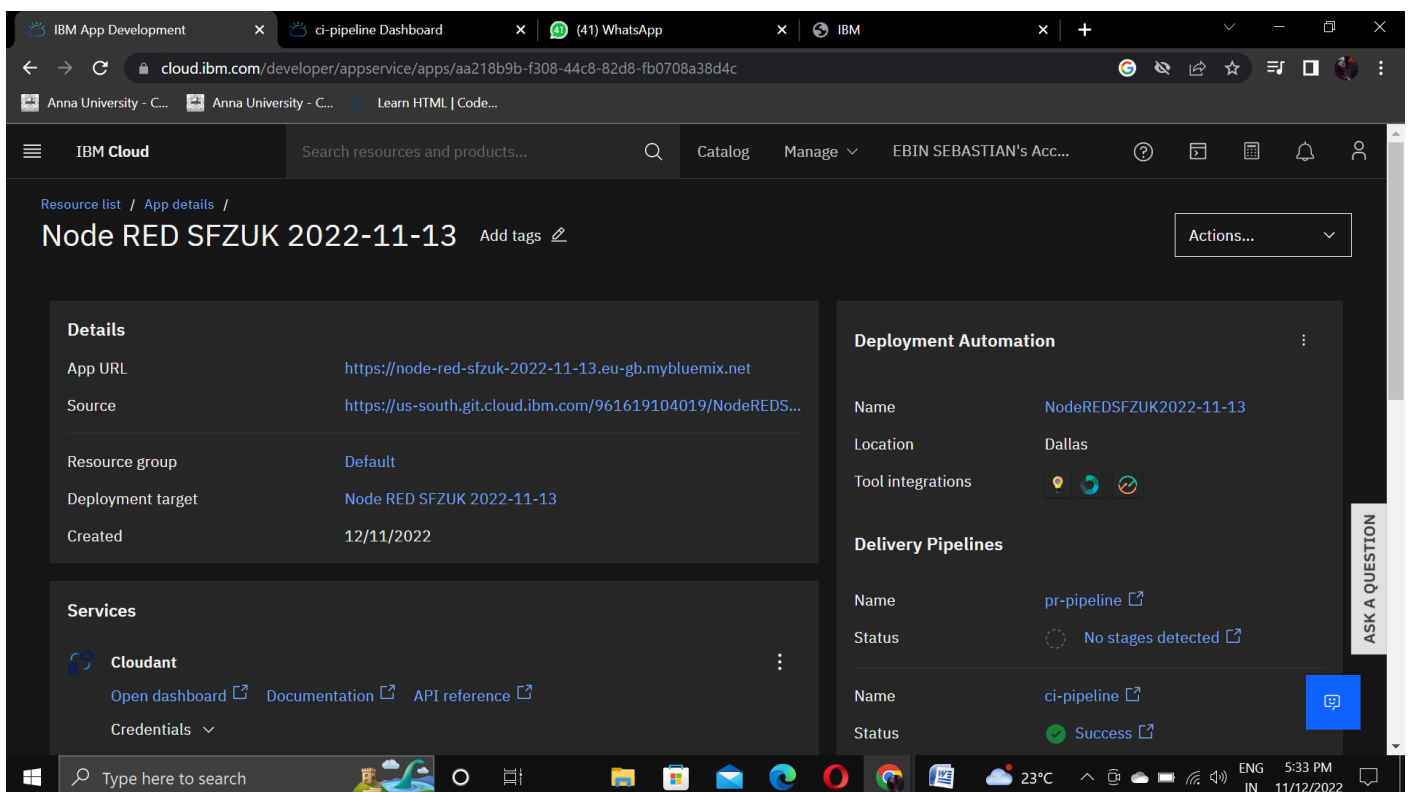 IBM App Development
ci-pipeline Dashboard
41
(41) WhatsApp
IBM
cloud.ibm.com/developer/appservice/apps/aa218b9b-f308-44c8-82d8-fb0708a38d4c
Anna University - C...
Anna University - C...
Learn HTML | Code...
IBM Cloud
Search resources and products...
Catalog
Manage
EBIN SEBASTIAN's Acc...
Resource list / App details /
Node RED SFZUK 2022-11-13
Add tags
Actions...
Details
App URL
https://node-red-sfzuk-2022-11-13.eu-gb.mybluemix.net
Source
https://us-south.git.cloud.ibm.com/961619104019/NodeREDS...
Resource group
Default
Deployment target
Node RED SFZUK 2022-11-13
Created
12/11/2022
Services
Cloudant
Open dashboard
Documentation
API reference
Credentials
Deployment Automation
Name
NodeREDSFZUK2022-11-13
Location
Dallas
Tool integrations
Delivery Pipelines
Name
pr-pipeline
Status
No stages detected
Name
ci-pipeline
Status
Success
ASK A QUESTION
Type here to search
23°C
ENG
IN
5:33 PM
11/12/2022